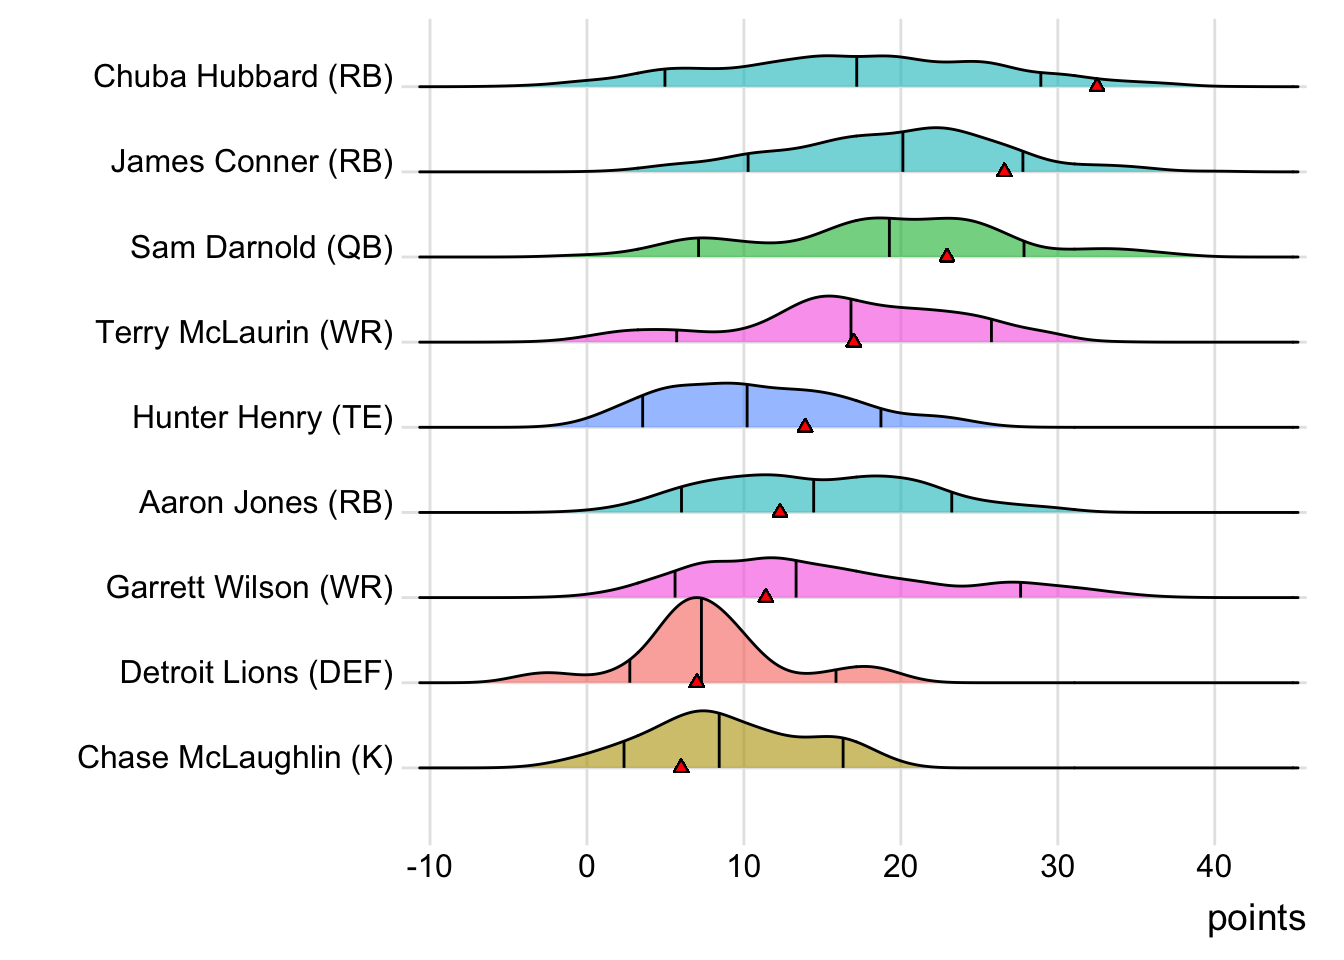 Chuba Hubbard (RB)
James Conner (RB)
Sam Darnold (QB)
Terry McLaurin (WR)
Hunter Henry (TE)
Aaron Jones (RB)
Garrett Wilson (WR)
Detroit Lions (DEF)
Chase McLaughlin (K)
-10 0 10 20 30 40
points